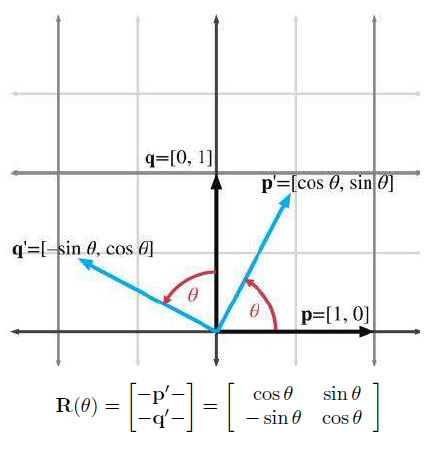 q=[0, 1]
p'=[cos θ, sin θ]
q'=[–sin θ, cos θ]
θ
θ
p=[1, 0]
R(θ) = [−p′− −q′−] = [cos θ sin θ − sin θ cos θ]